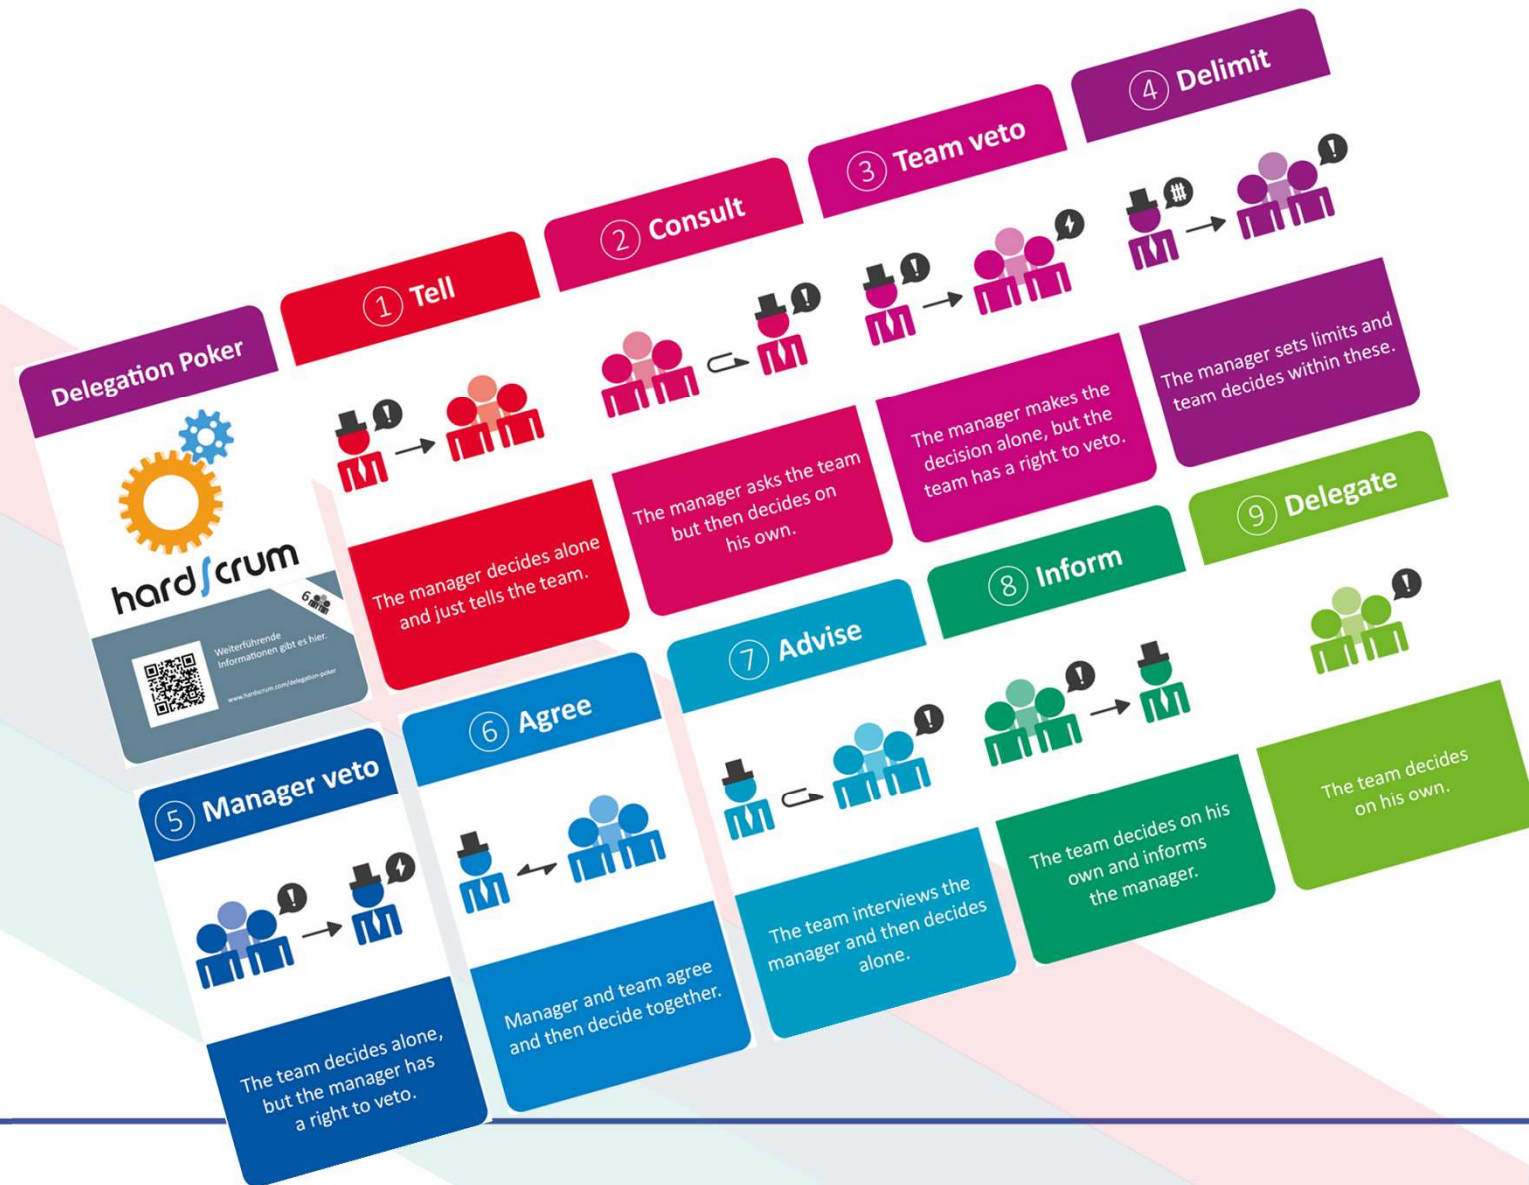 Delegation Poker
hardScrum
6
Weiterführende
Informationen gibt es hier.
www.hardscrum.com/delegation-poker
1 Tell
The manager decides alone
and just tells the team.
2 Consult
The manager asks the team
but then decides on
his own.
3 Team veto
The manager makes the
decision alone, but the
team has a right to veto.
4 Delimit
The manager sets limits and
team decides within these.
5 Manager veto
The team decides alone,
but the manager has
a right to veto.
6 Agree
Manager and team agree
and then decide together.
7 Advise
The team interviews the
manager and then decides
alone.
8 Inform
The team decides on his
own and informs
the manager.
9 Delegate
The team decides
on his own.